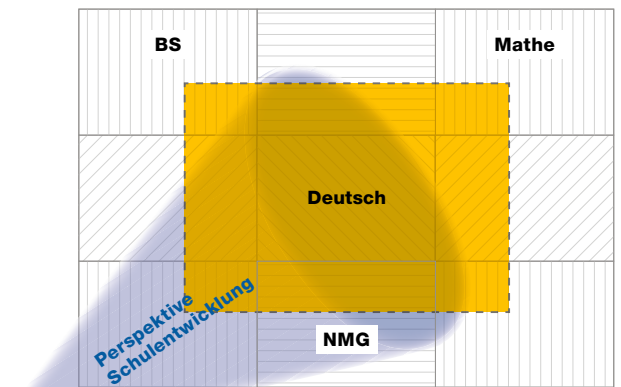 BS
Mathe
Deutsch
Perspektive
Schulentwicklung
NMG